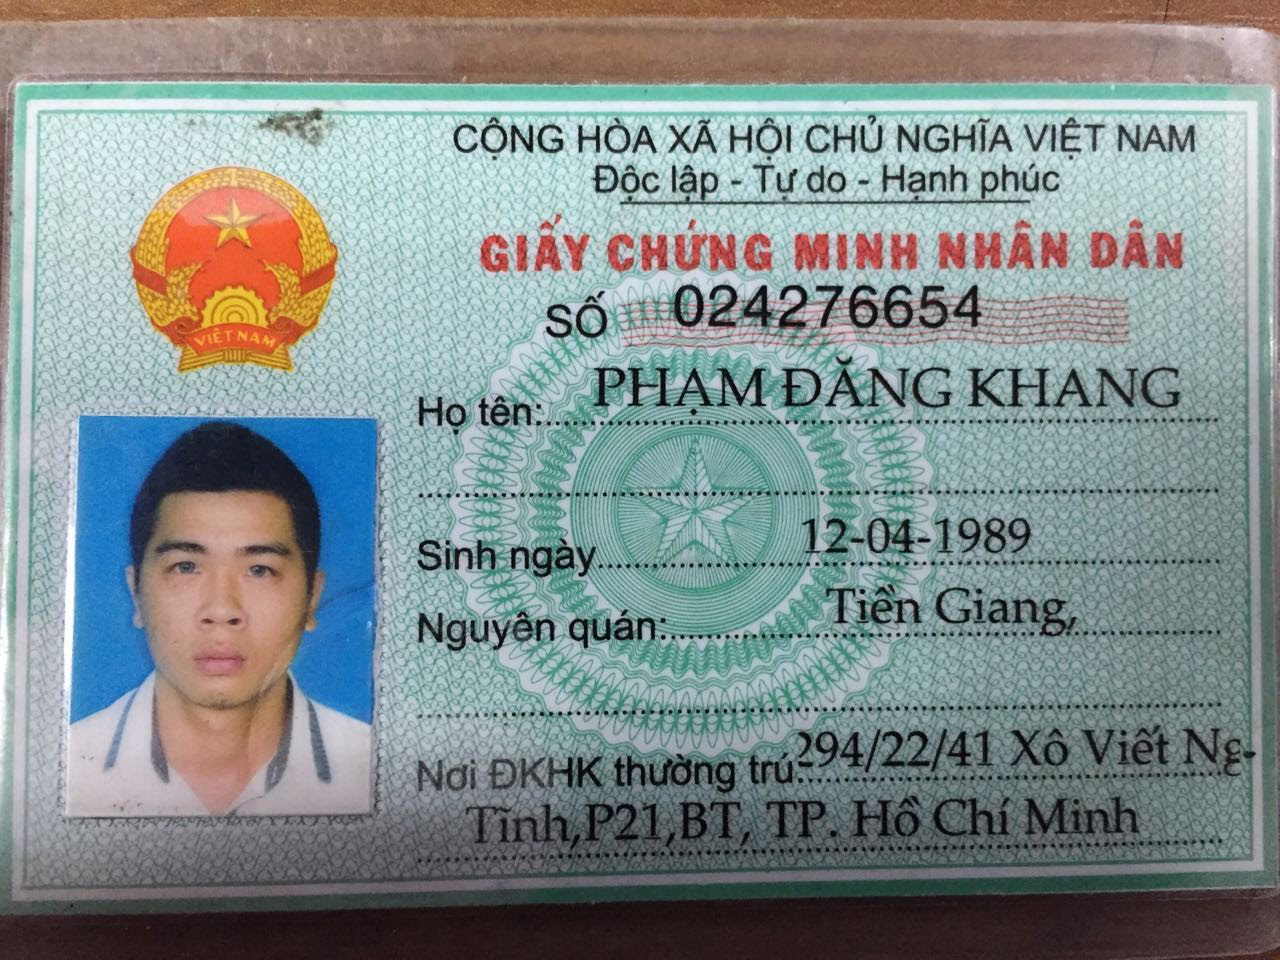 CỘNG HÒA XÃ HỘI CHỦ NGHĨA VIỆT NAM
Độc lập - Tự do - Hạnh phúc
GIẤY CHỨNG MINH NHÂN DÂN
SỐ 024276654
VIỆT NAM
Họ tên: PHẠM ĐĂNG KHANG
Sinh ngày 12-04-1989
Nguyên quán: Tiền Giang,
Nơi ĐKHK thường trú: 294/22/41 Xô Viết Ng-
Tĩnh,P21,BT, TP. Hồ Chí Minh